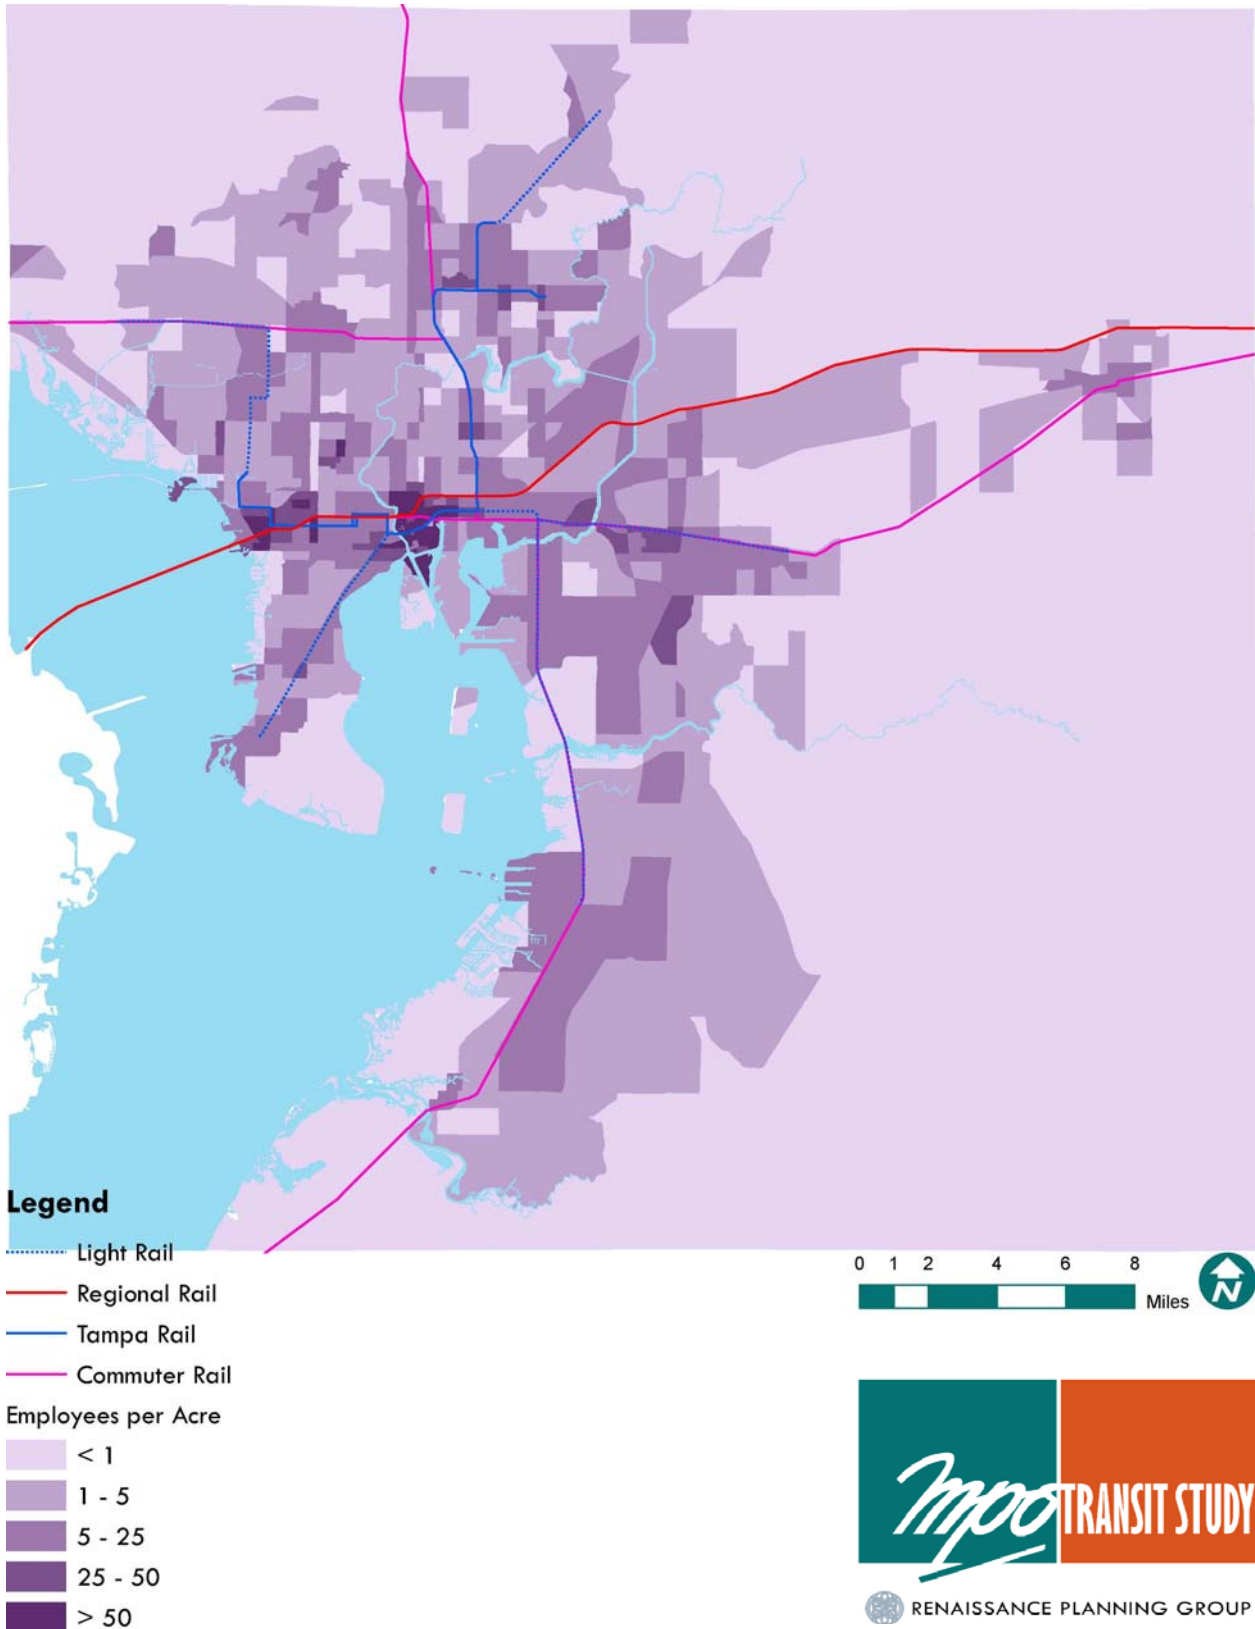 Legend
Light Rail
Regional Rail
Tampa Rail
Commuter Rail
Employees per Acre
< 1
1 - 5
5 - 25
25 - 50
> 50
0 1 2 4 6 8
Miles
N
mpo TRANSIT STUDY
RENAISSANCE PLANNING GROUP